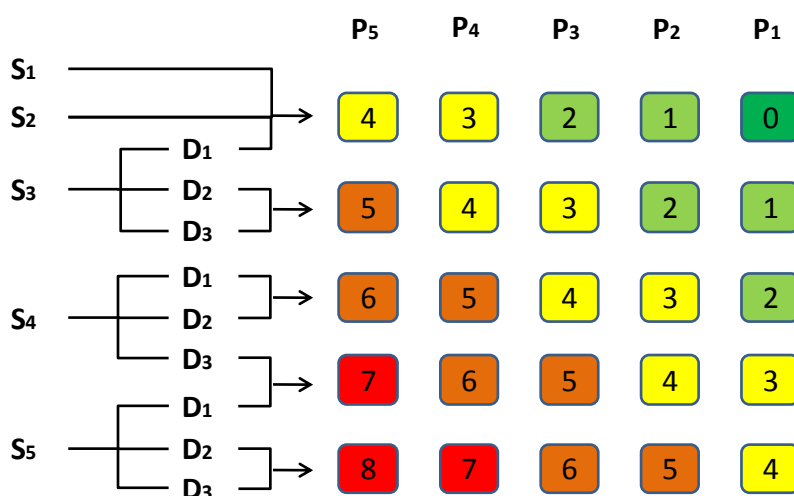 P5 P4 P3 P2 P1
S1
S2 4 3 2 1 0
D1
S3 D2
5 4 3 2 1
D3
D1
6 5 4 3 2
S4 D2
D3
7 6 5 4 3
D1
S5 D2
8 7 6 5 4
D3